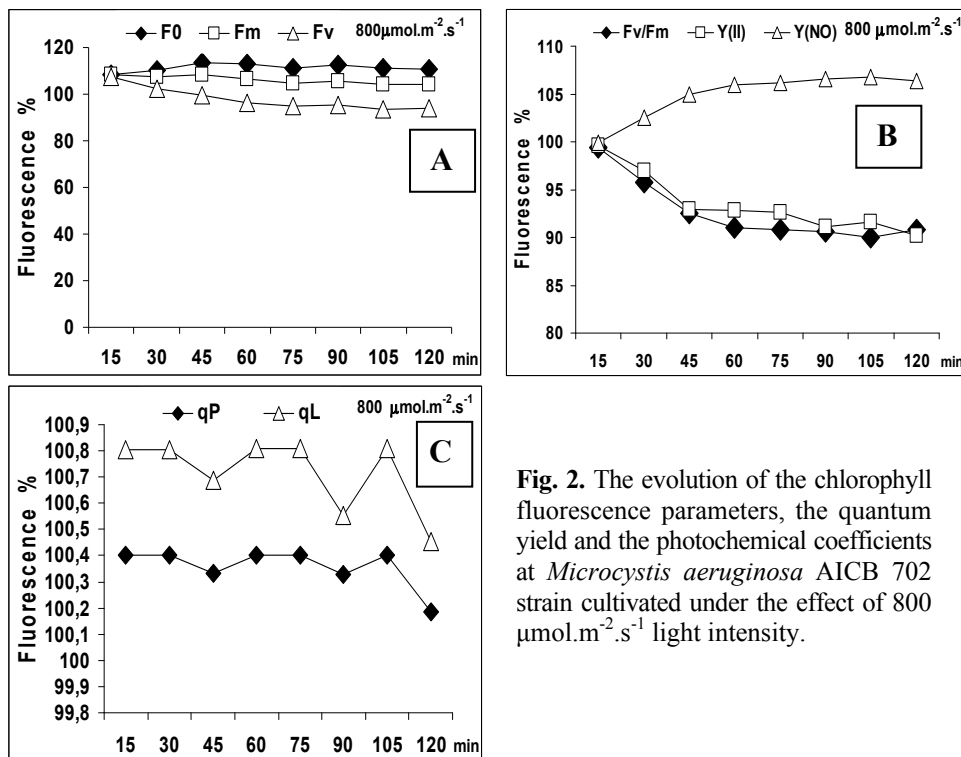 F0 Fm Fv 800µmol.m-2.s-1
Fluorescence %
120
100
80
60
40
20
0
A
15 30 45 60 75 90 105 120 min
Fv/Fm Y(II) Y(NO) 800 µmol.m-2.s-1
Fluorescence %
110
105
100
95
90
85
80
B
15 30 45 60 75 90 105 120 min
qP qL 800 µmol.m-2.s-1
Fluorescence %
100,9
100,8
100,7
100,6
100,5
100,4
100,3
100,2
100,1
100
99,9
99,8
C
15 30 45 60 75 90 105 120 min
Fig. 2. The evolution of the chlorophyll
fluorescence parameters, the quantum
yield and the photochemical coefficients
at Microcystis aeruginosa AICB 702
strain cultivated under the effect of 800
µmol.m-2.s-1 light intensity.